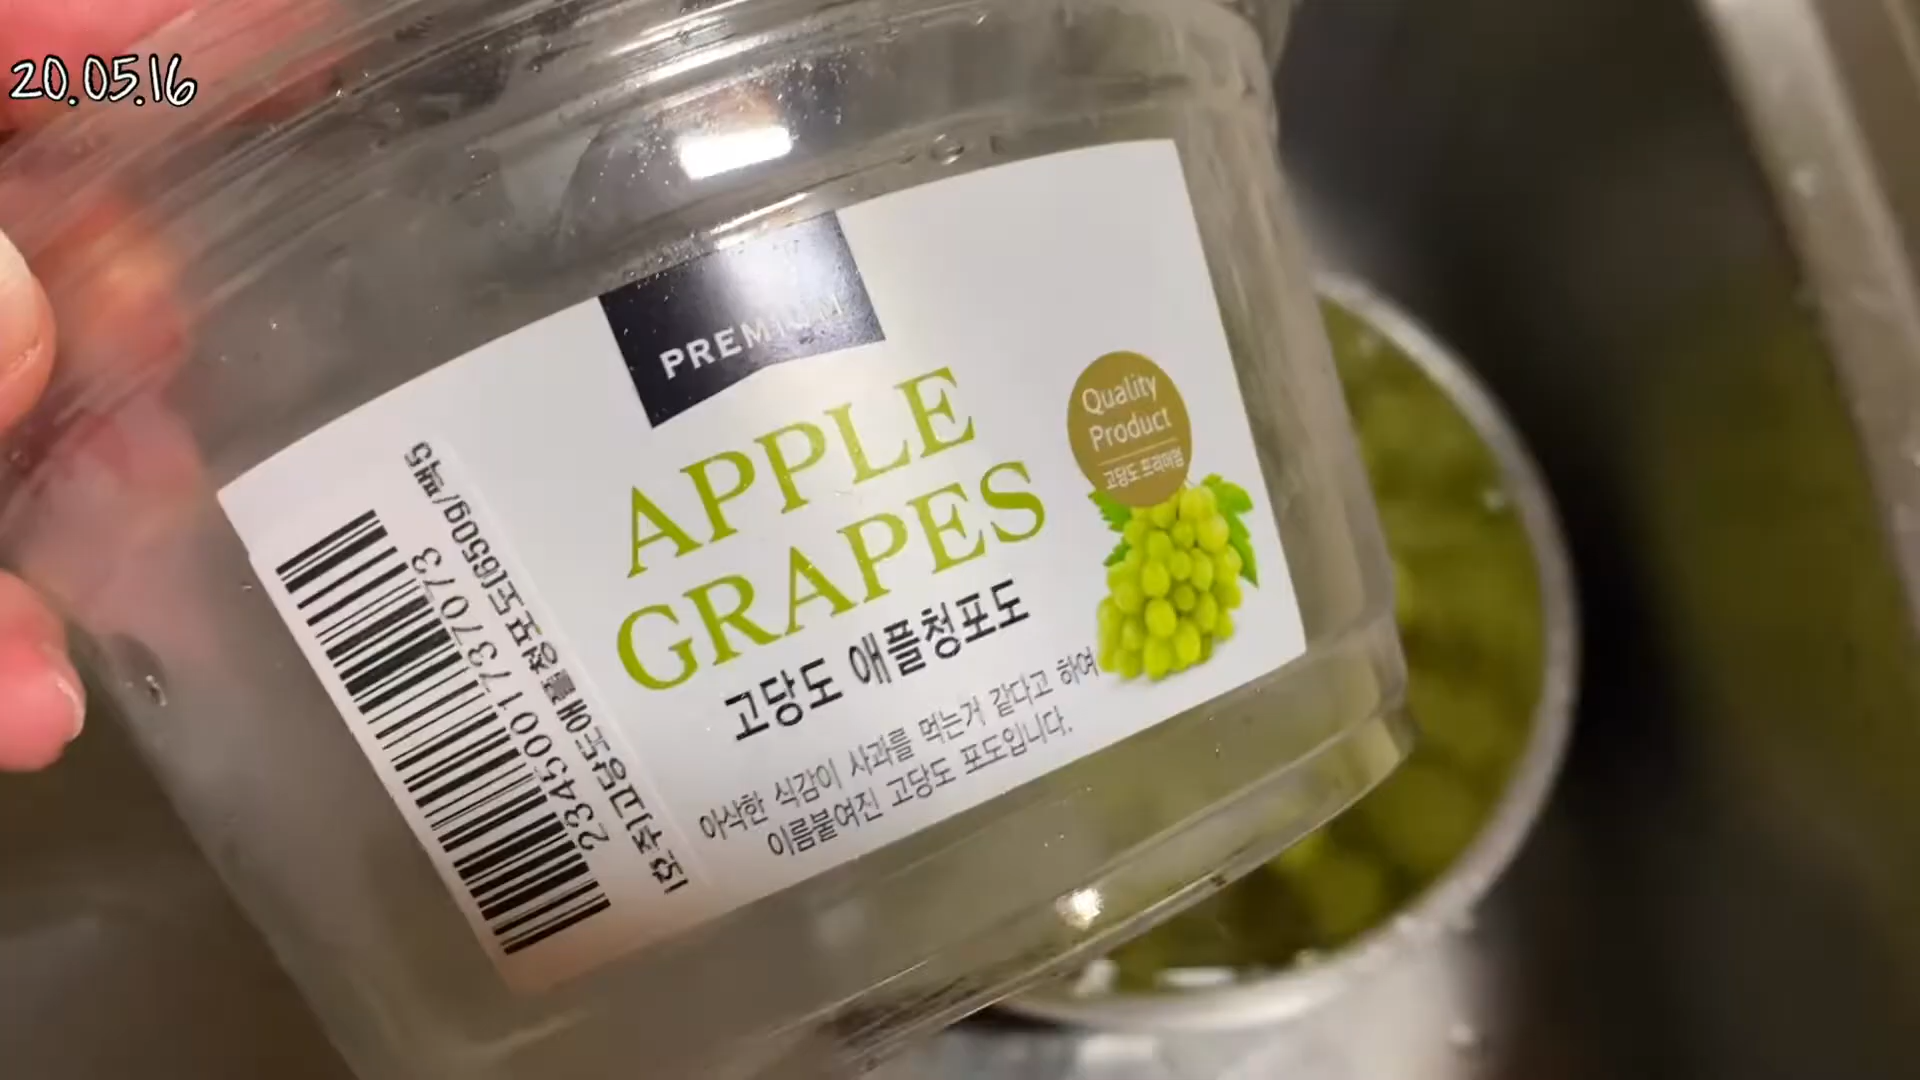 20.05.16
PREMIUM
APPLE
GRAPES
고당도 애플청포도
아삭한 식감이 사과를 먹는거 같다고 하여
이름붙여진 고당도 포도입니다.
Quality
Product
고당도 프리미엄
1호주고당도애플청포도(650g/팩5
2345001737073